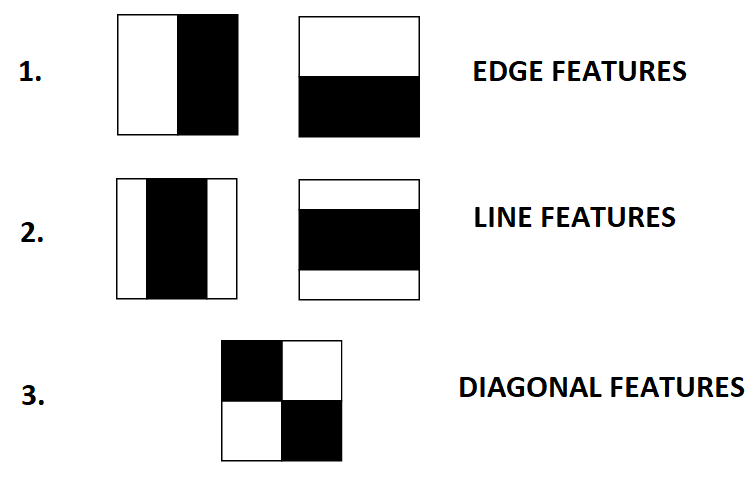 1. EDGE FEATURES
2. LINE FEATURES
3. DIAGONAL FEATURES